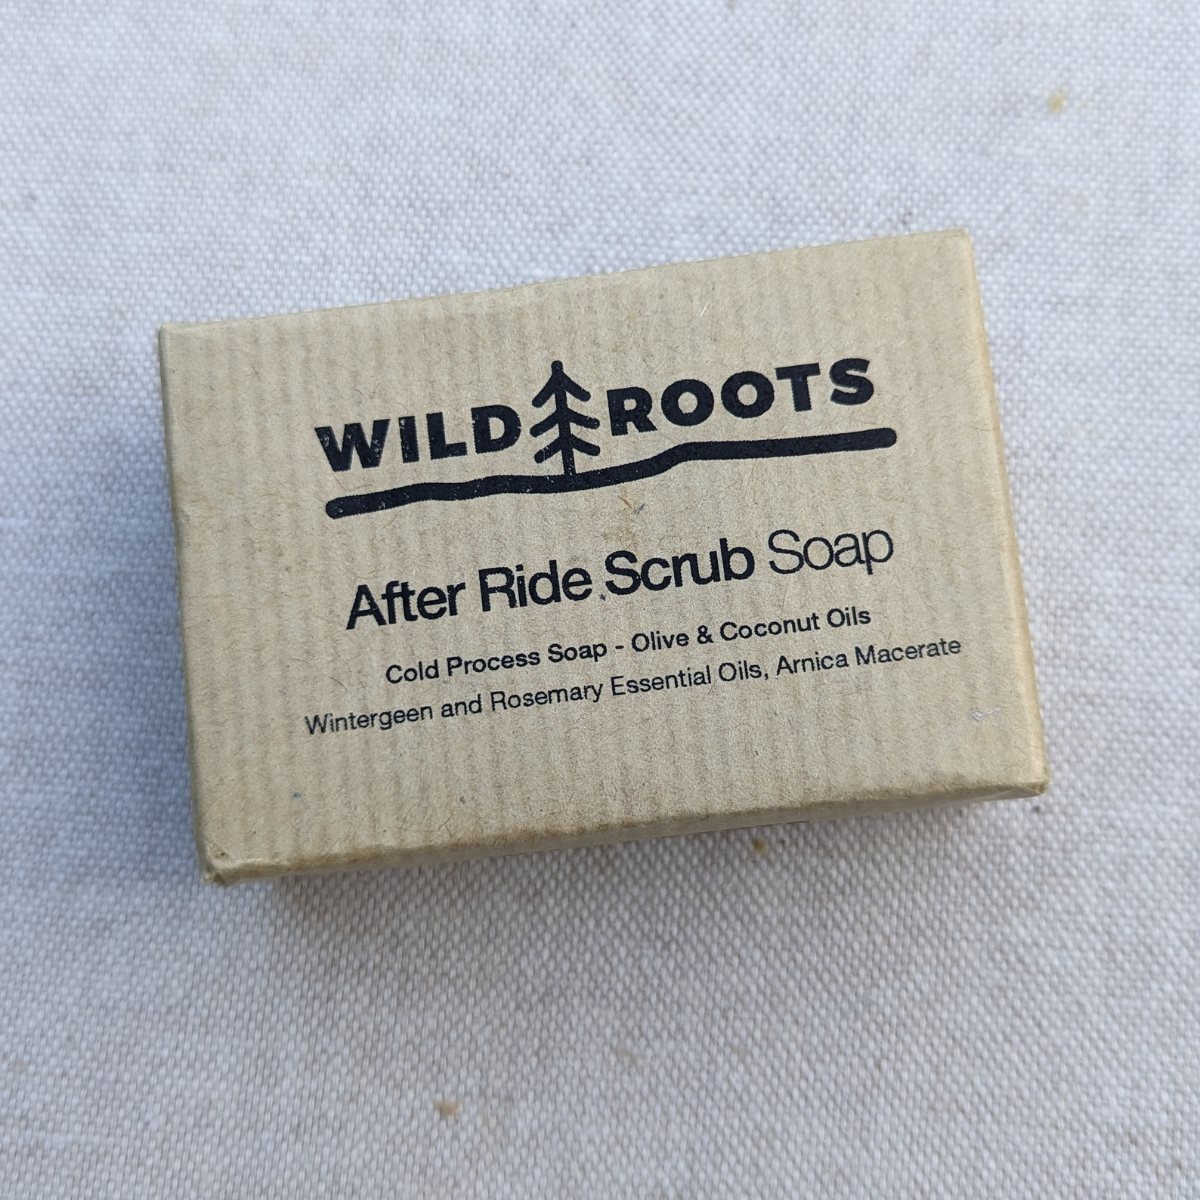 WILD ROOTS
After Ride Scrub Soap
Cold Process Soap - Olive & Coconut Oils
Wintergeen and Rosemary Essential Oils, Arnica Macerate